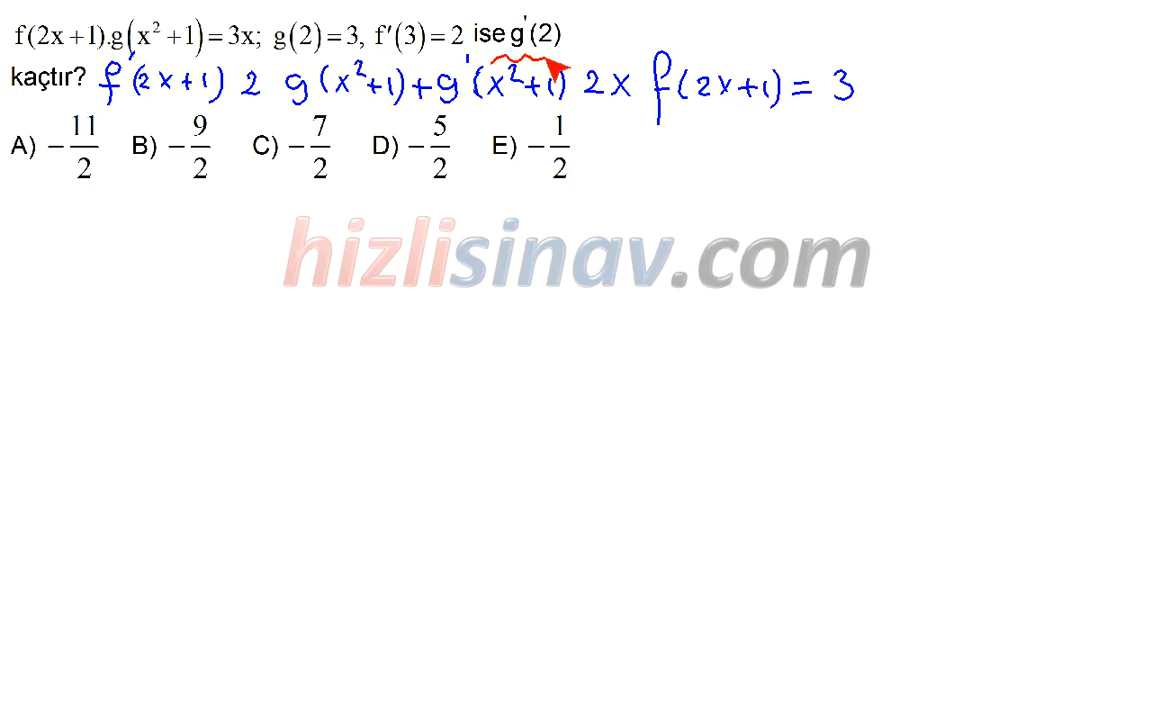 f(2x+1).g(x²+1)=3x; g(2)=3, f′(3)=2 ise g'(2)
kaçtır? f'(2x+1) 2 g(x²+1)+g'(x²+1) 2x f(2x+1)=3
A) −11/2 B) −9/2 C) −7/2 D) −5/2 E) −1/2
hizlisinav.com